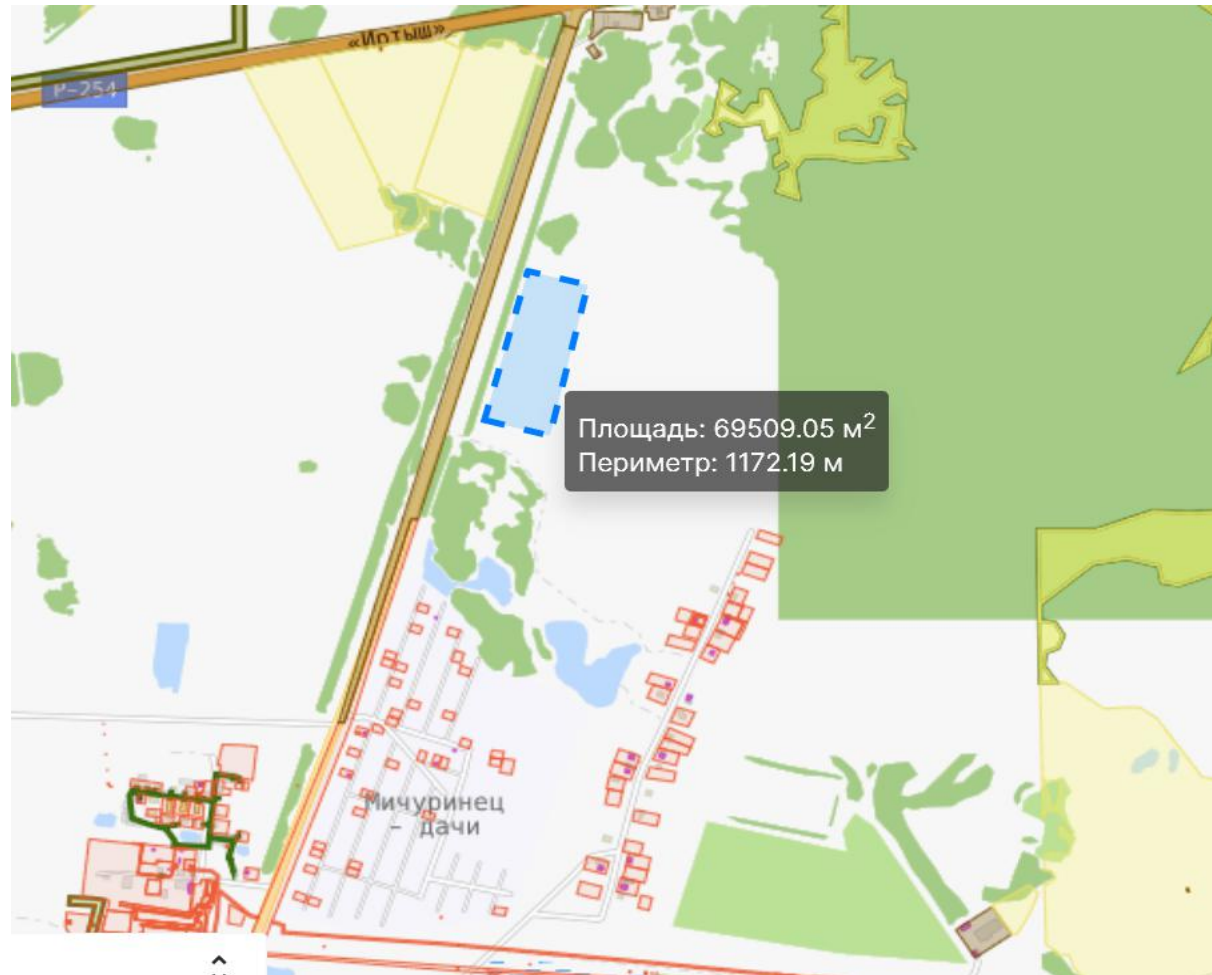 «Иртыш»
Р-254
Площадь: 69509.05 м²
Периметр: 1172.19 м
Мичуринец
- дачи